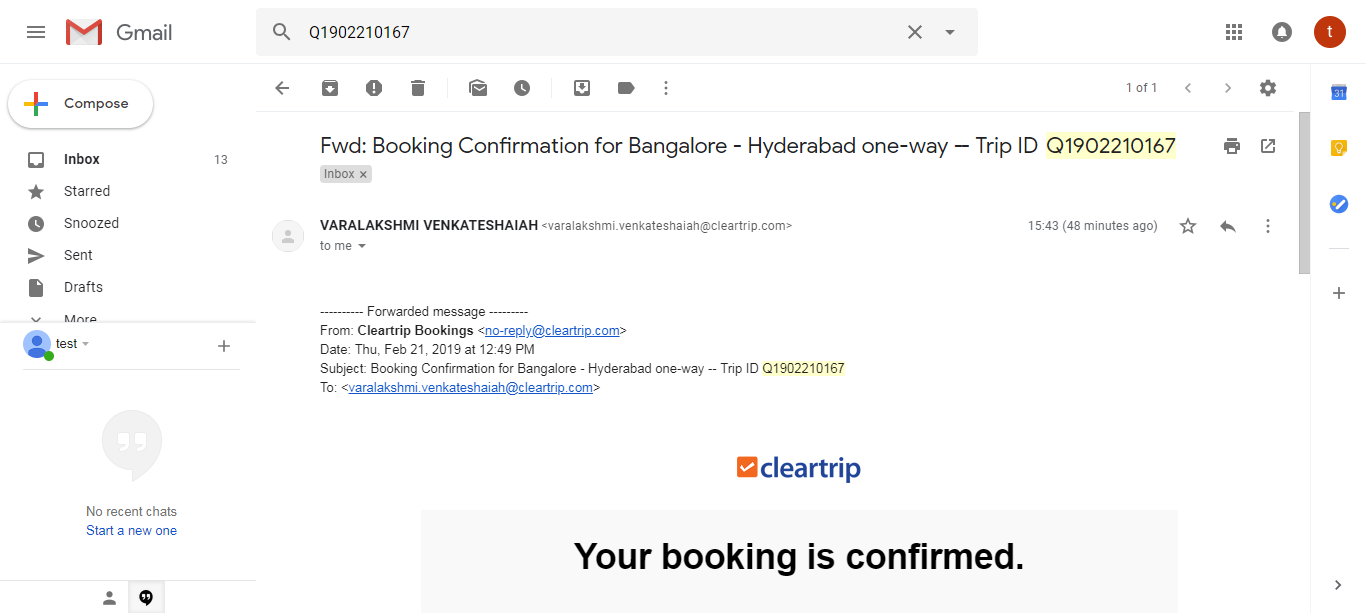 Gmail
Q1902210167
t
Compose
1 of 1
31
Inbox 13
Starred
Snoozed
Sent
Drafts
More
test
No recent chats
Start a new one
Fwd: Booking Confirmation for Bangalore - Hyderabad one-way -- Trip ID Q1902210167
Inbox x
VARALAKSHMI VENKATESHAIAH <varalakshmi.venkateshaiah@cleartrip.com> 15:43 (48 minutes ago)
to me
---------- Forwarded message ---------
From: Cleartrip Bookings <no-reply@cleartrip.com>
Date: Thu, Feb 21, 2019 at 12:49 PM
Subject: Booking Confirmation for Bangalore - Hyderabad one-way -- Trip ID Q1902210167
To: <varalakshmi.venkateshaiah@cleartrip.com>
cleartrip
Your booking is confirmed.